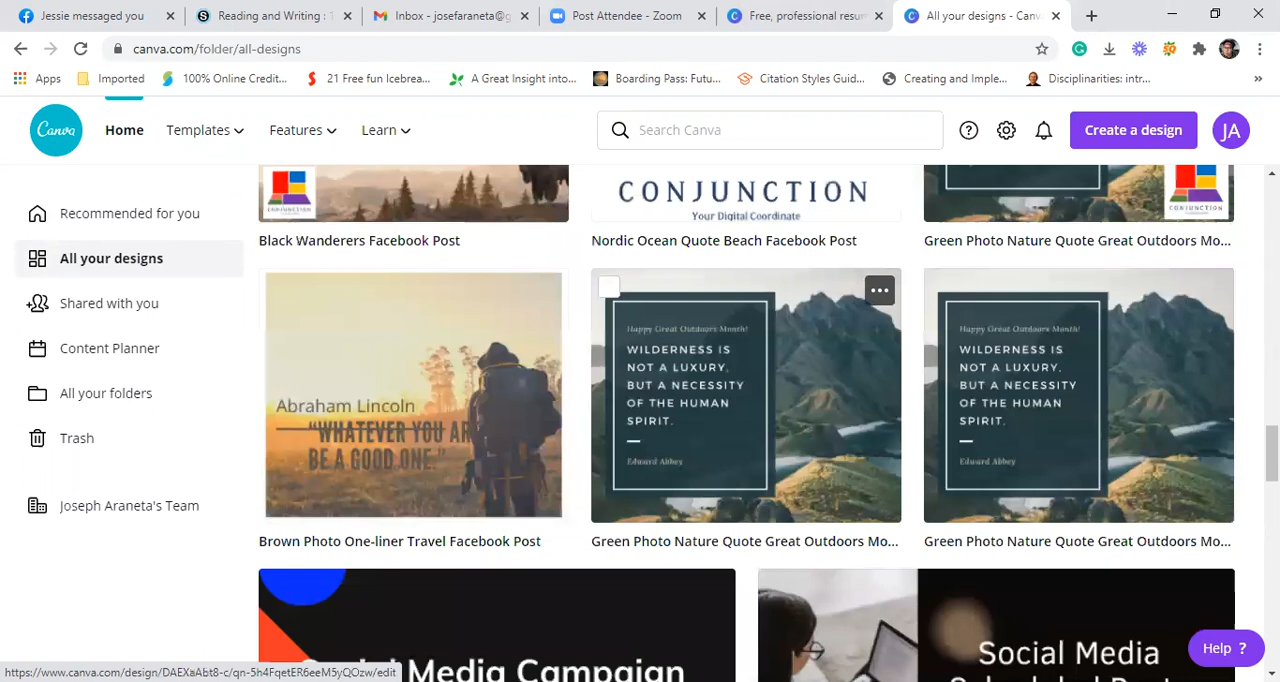 Jessie messaged you
Reading and Writing : 1
Inbox - josefaraneta@g
Post Attendee - Zoom
Free, professional resum
All your designs - Canv
canva.com/folder/all-designs
Apps
Imported
100% Online Credit...
21 Free fun Icebrea...
A Great Insight into...
Boarding Pass: Futu...
Citation Styles Guid...
Creating and Imple...
Disciplinarities: intr...
Canva
Home
Templates
Features
Learn
Search Canva
Create a design
JA
Recommended for you
All your designs
Shared with you
Content Planner
All your folders
Trash
Joseph Araneta's Team
CONJUNCTION
CONJUNCTION
Your Digital Coordinate
CONJUNCTION
Black Wanderers Facebook Post
Nordic Ocean Quote Beach Facebook Post
Green Photo Nature Quote Great Outdoors Mo...
Abraham Lincoln
“WHATEVER YOU AR
BE A GOOD ONE.”
Happy Great Outdoors Month!
WILDERNESS IS
NOT A LUXURY,
BUT A NECESSITY
OF THE HUMAN
SPIRIT.
Edward Abbey
Happy Great Outdoors Month!
WILDERNESS IS
NOT A LUXURY,
BUT A NECESSITY
OF THE HUMAN
SPIRIT.
Edward Abbey
Brown Photo One-liner Travel Facebook Post
Green Photo Nature Quote Great Outdoors Mo...
Green Photo Nature Quote Great Outdoors Mo...
Media Campaign
Social Media
Help ?
https://www.canva.com/design/DAEXaAbt8-c/qn-5h4FqetER6eeM5yQOzw/edit